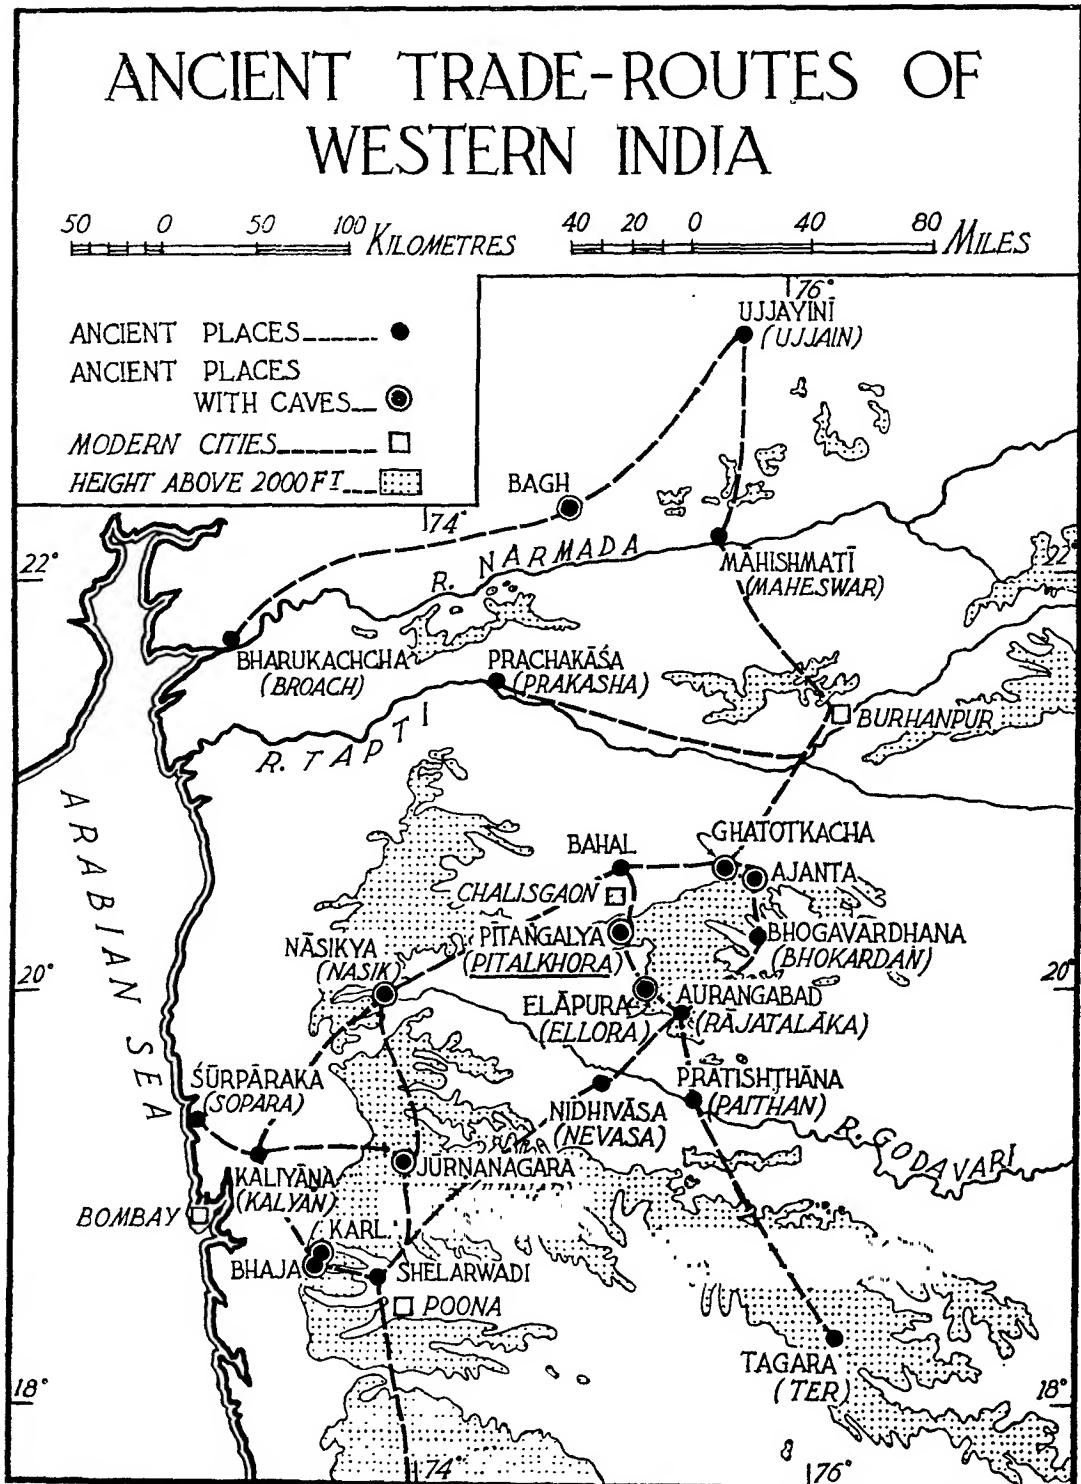 ANCIENT TRADE-ROUTES OF
WESTERN INDIA
50 0 50 100 KILOMETRES
40 20 0 40 80 MILES
ANCIENT PLACES
ANCIENT PLACES
WITH CAVES
MODERN CITIES
HEIGHT ABOVE 2000 FT
76°
UJJAYINĪ
(UJJAIN)
BAGH
74°
22°
R. NARMADA
MĀHISHMATĪ
22°
(MAHESWAR)
BHARUKACHCHA
(BROACH)
PRACHAKĀŚA
(PRAKASHA)
BURHANPUR
R. TAPTI
ARABIAN SEA
GHATOTKACHA
BAHAL
AJANTA
CHALISGAON
PĪTAṄGALYA
(PITALKHORA)
BHOGAVARDHANA
(BHOKARDAN)
NĀSIKYA
(NASIK)
20°
20°
ELĀPURA
(ELLORA)
AURANGABAD
(RĀJATALĀKA)
ŚŪRPĀRAKA
(SOPARA)
NIDHIVĀSA
(NEVASA)
PRATISHṬHĀNA
(PAITHAN)
R. GODAVARI
KALIYĀNA
(KALYĀN)
JŪRNANAGARA
BOMBAY
KARL
BHAJA
SHELARWADI
POONA
TAGARA
(TER)
18°
18°
74°
76°